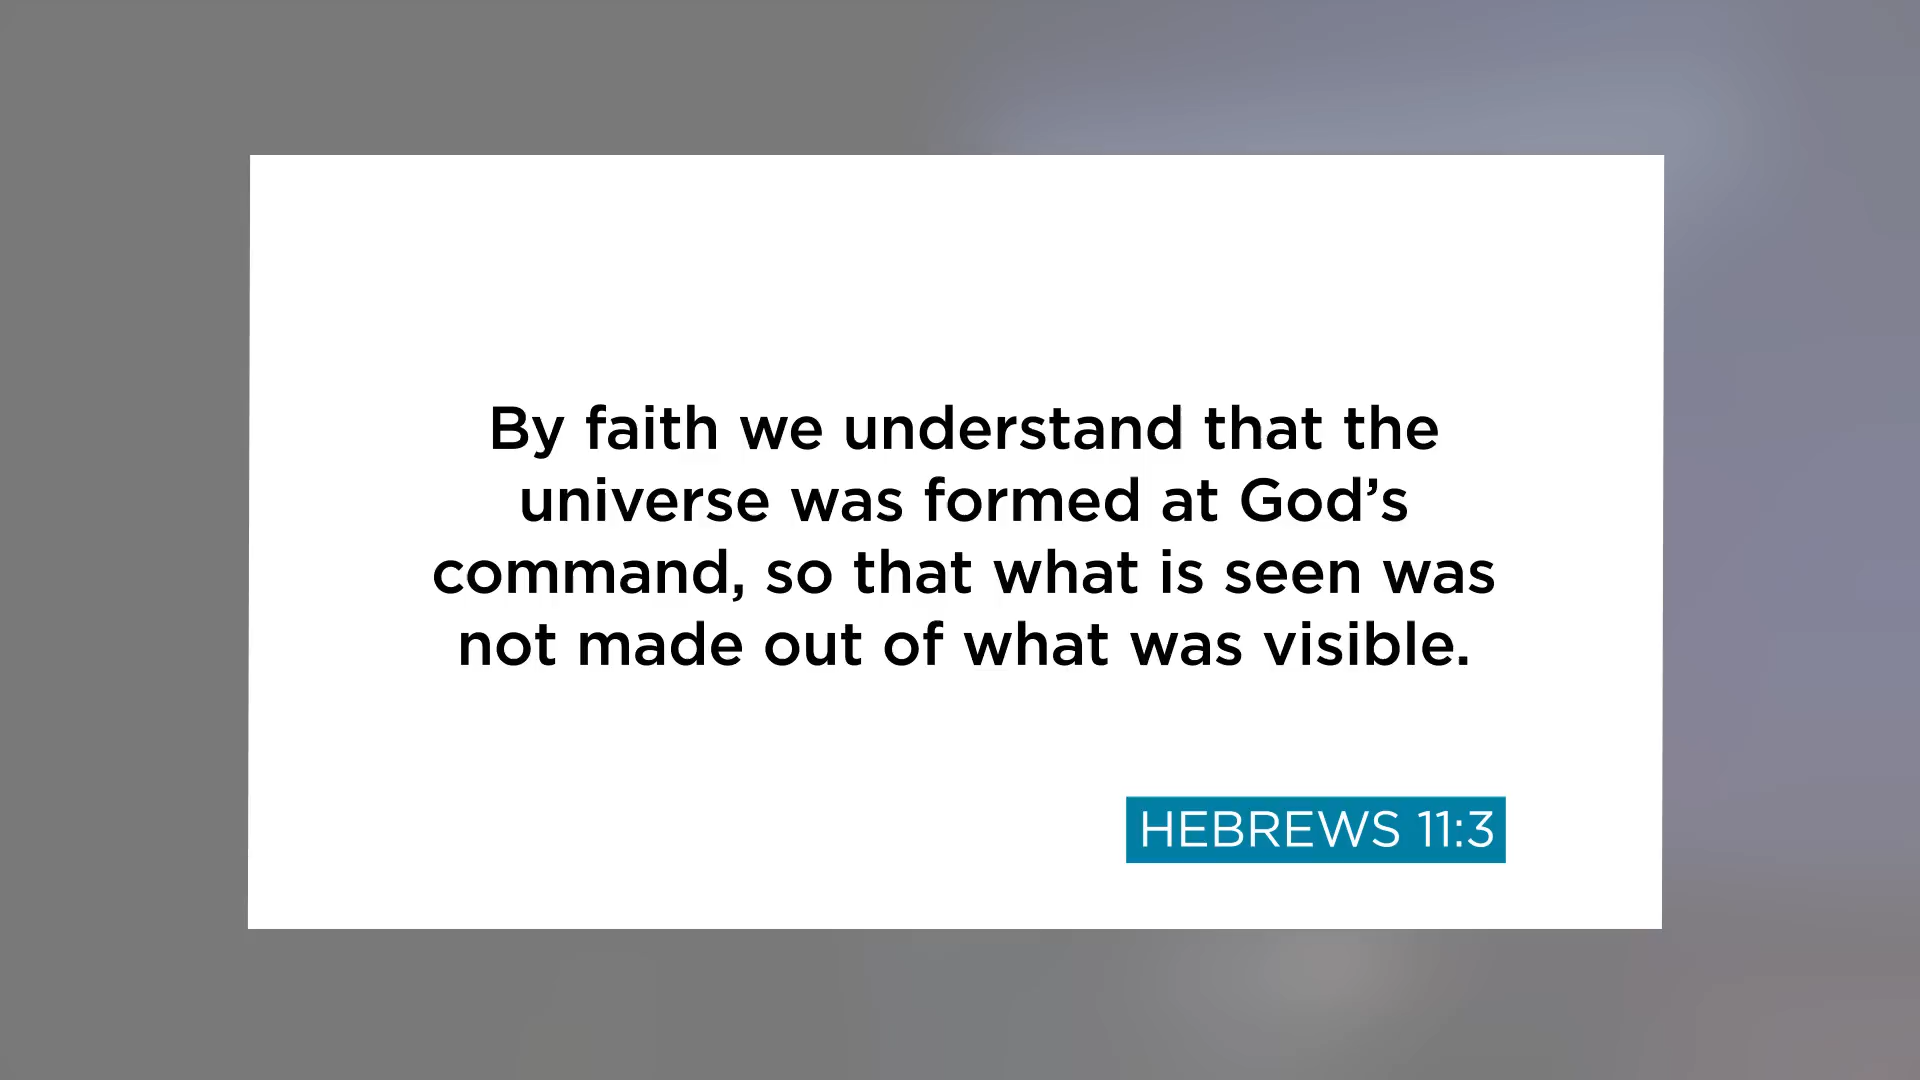 By faith we understand that the
universe was formed at God’s
command, so that what is seen was
not made out of what was visible.
HEBREWS 11:3